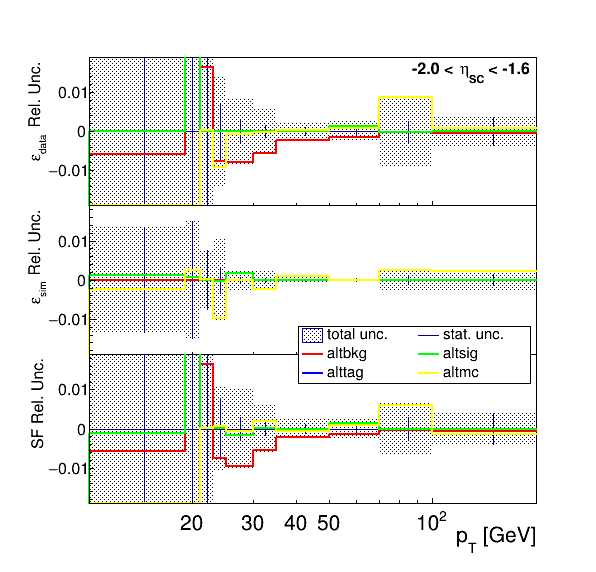 -2.0 < η_SC < -1.6
ε_data Rel. Unc.
0.01
0
−0.01
ε_sim Rel. Unc.
0.01
0
−0.01
total unc.
stat. unc.
altbkg
altsig
alttag
altmc
SF Rel. Unc.
0.01
0
−0.01
20
30
40
50
10^2
p_T [GeV]